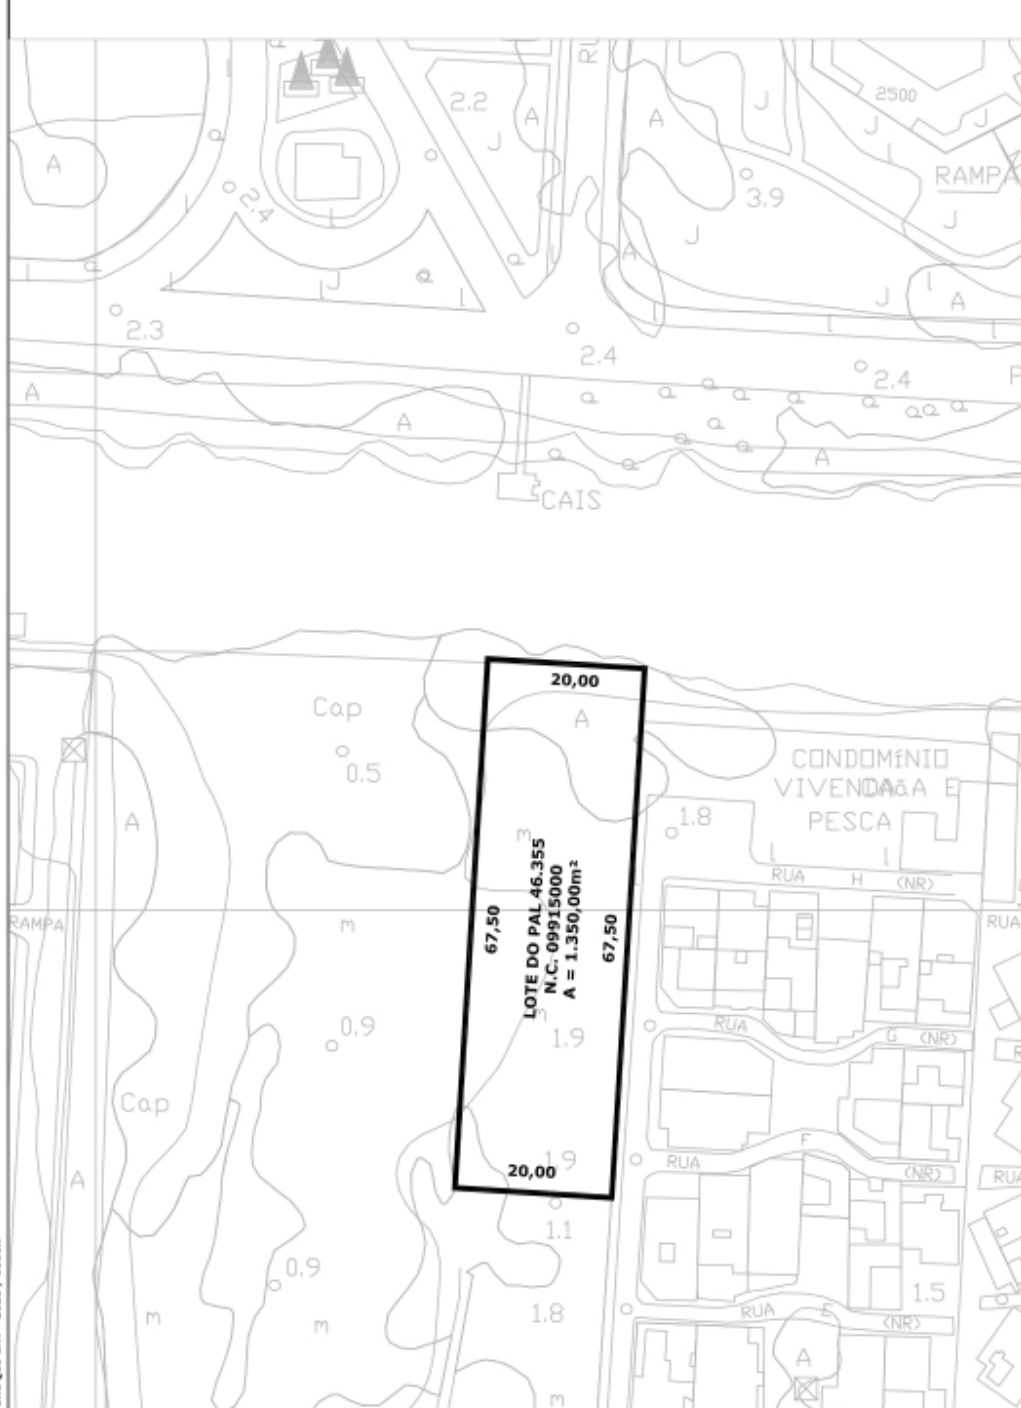 RU
2500
2.2
A
J
J
A
J
J
A
RAMPA
2.4
3.9
J
J
A
J
J
A
2.3
2.4
2.4
P
A
A
A
CAIS
20,00
Cap
A
0.5
CONDOMÍNIO
VIVENDA A E
PESCA
1.8
A
m
RUA H (NR)
LOTE DO PAL 46.355
N.C. 09915000
A = 1.350,00m²
67,50
67,50
RAMPA
m
RUA
m
0.9
1.9
RUA
G (NR)
Cap
F
1.9
RUA
(NR)
RUA
20,00
A
1.1
0.9
1.8
1.5
m
m
RUA E
(NR)
A
m